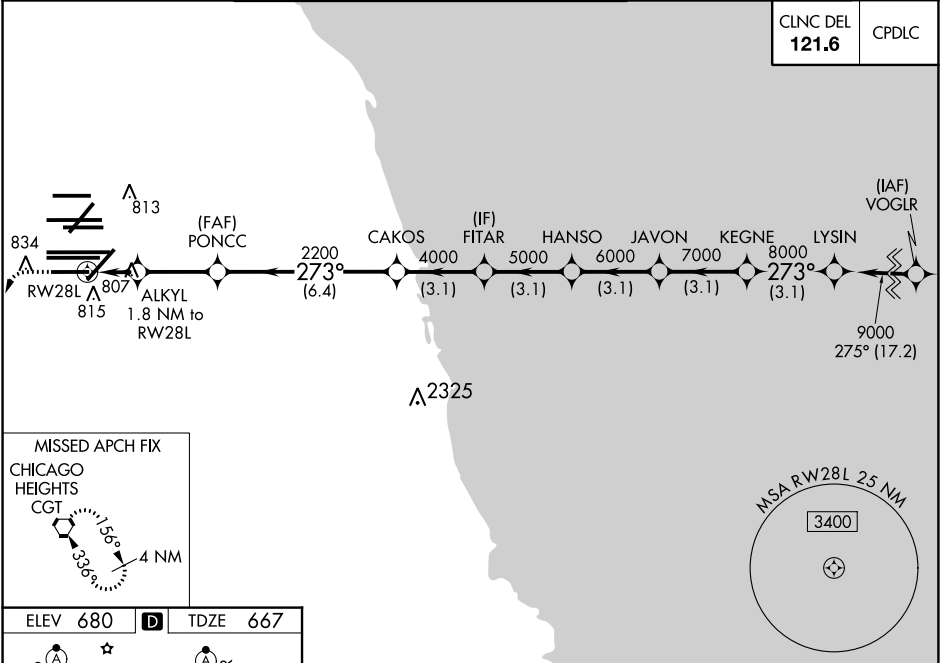 CLNC DEL
121.6
CPDLC
813
834
RW28L
807
815
ALKYL
1.8 NM to
RW28L
(FAF)
PONCC
2200
273°
(6.4)
CAKOS
4000
(3.1)
(IF)
FITAR
5000
(3.1)
HANSO
6000
(3.1)
JAVON
7000
(3.1)
KEGNE
8000
273°
(3.1)
LYSIN
(IAF)
VOGLR
9000
275° (17.2)
2325
MISSED APCH FIX
CHICAGO
HEIGHTS
CGT
156°
336°
4 NM
MSA RW28L 25 NM
3400
ELEV 680 D TDZE 667
A
A